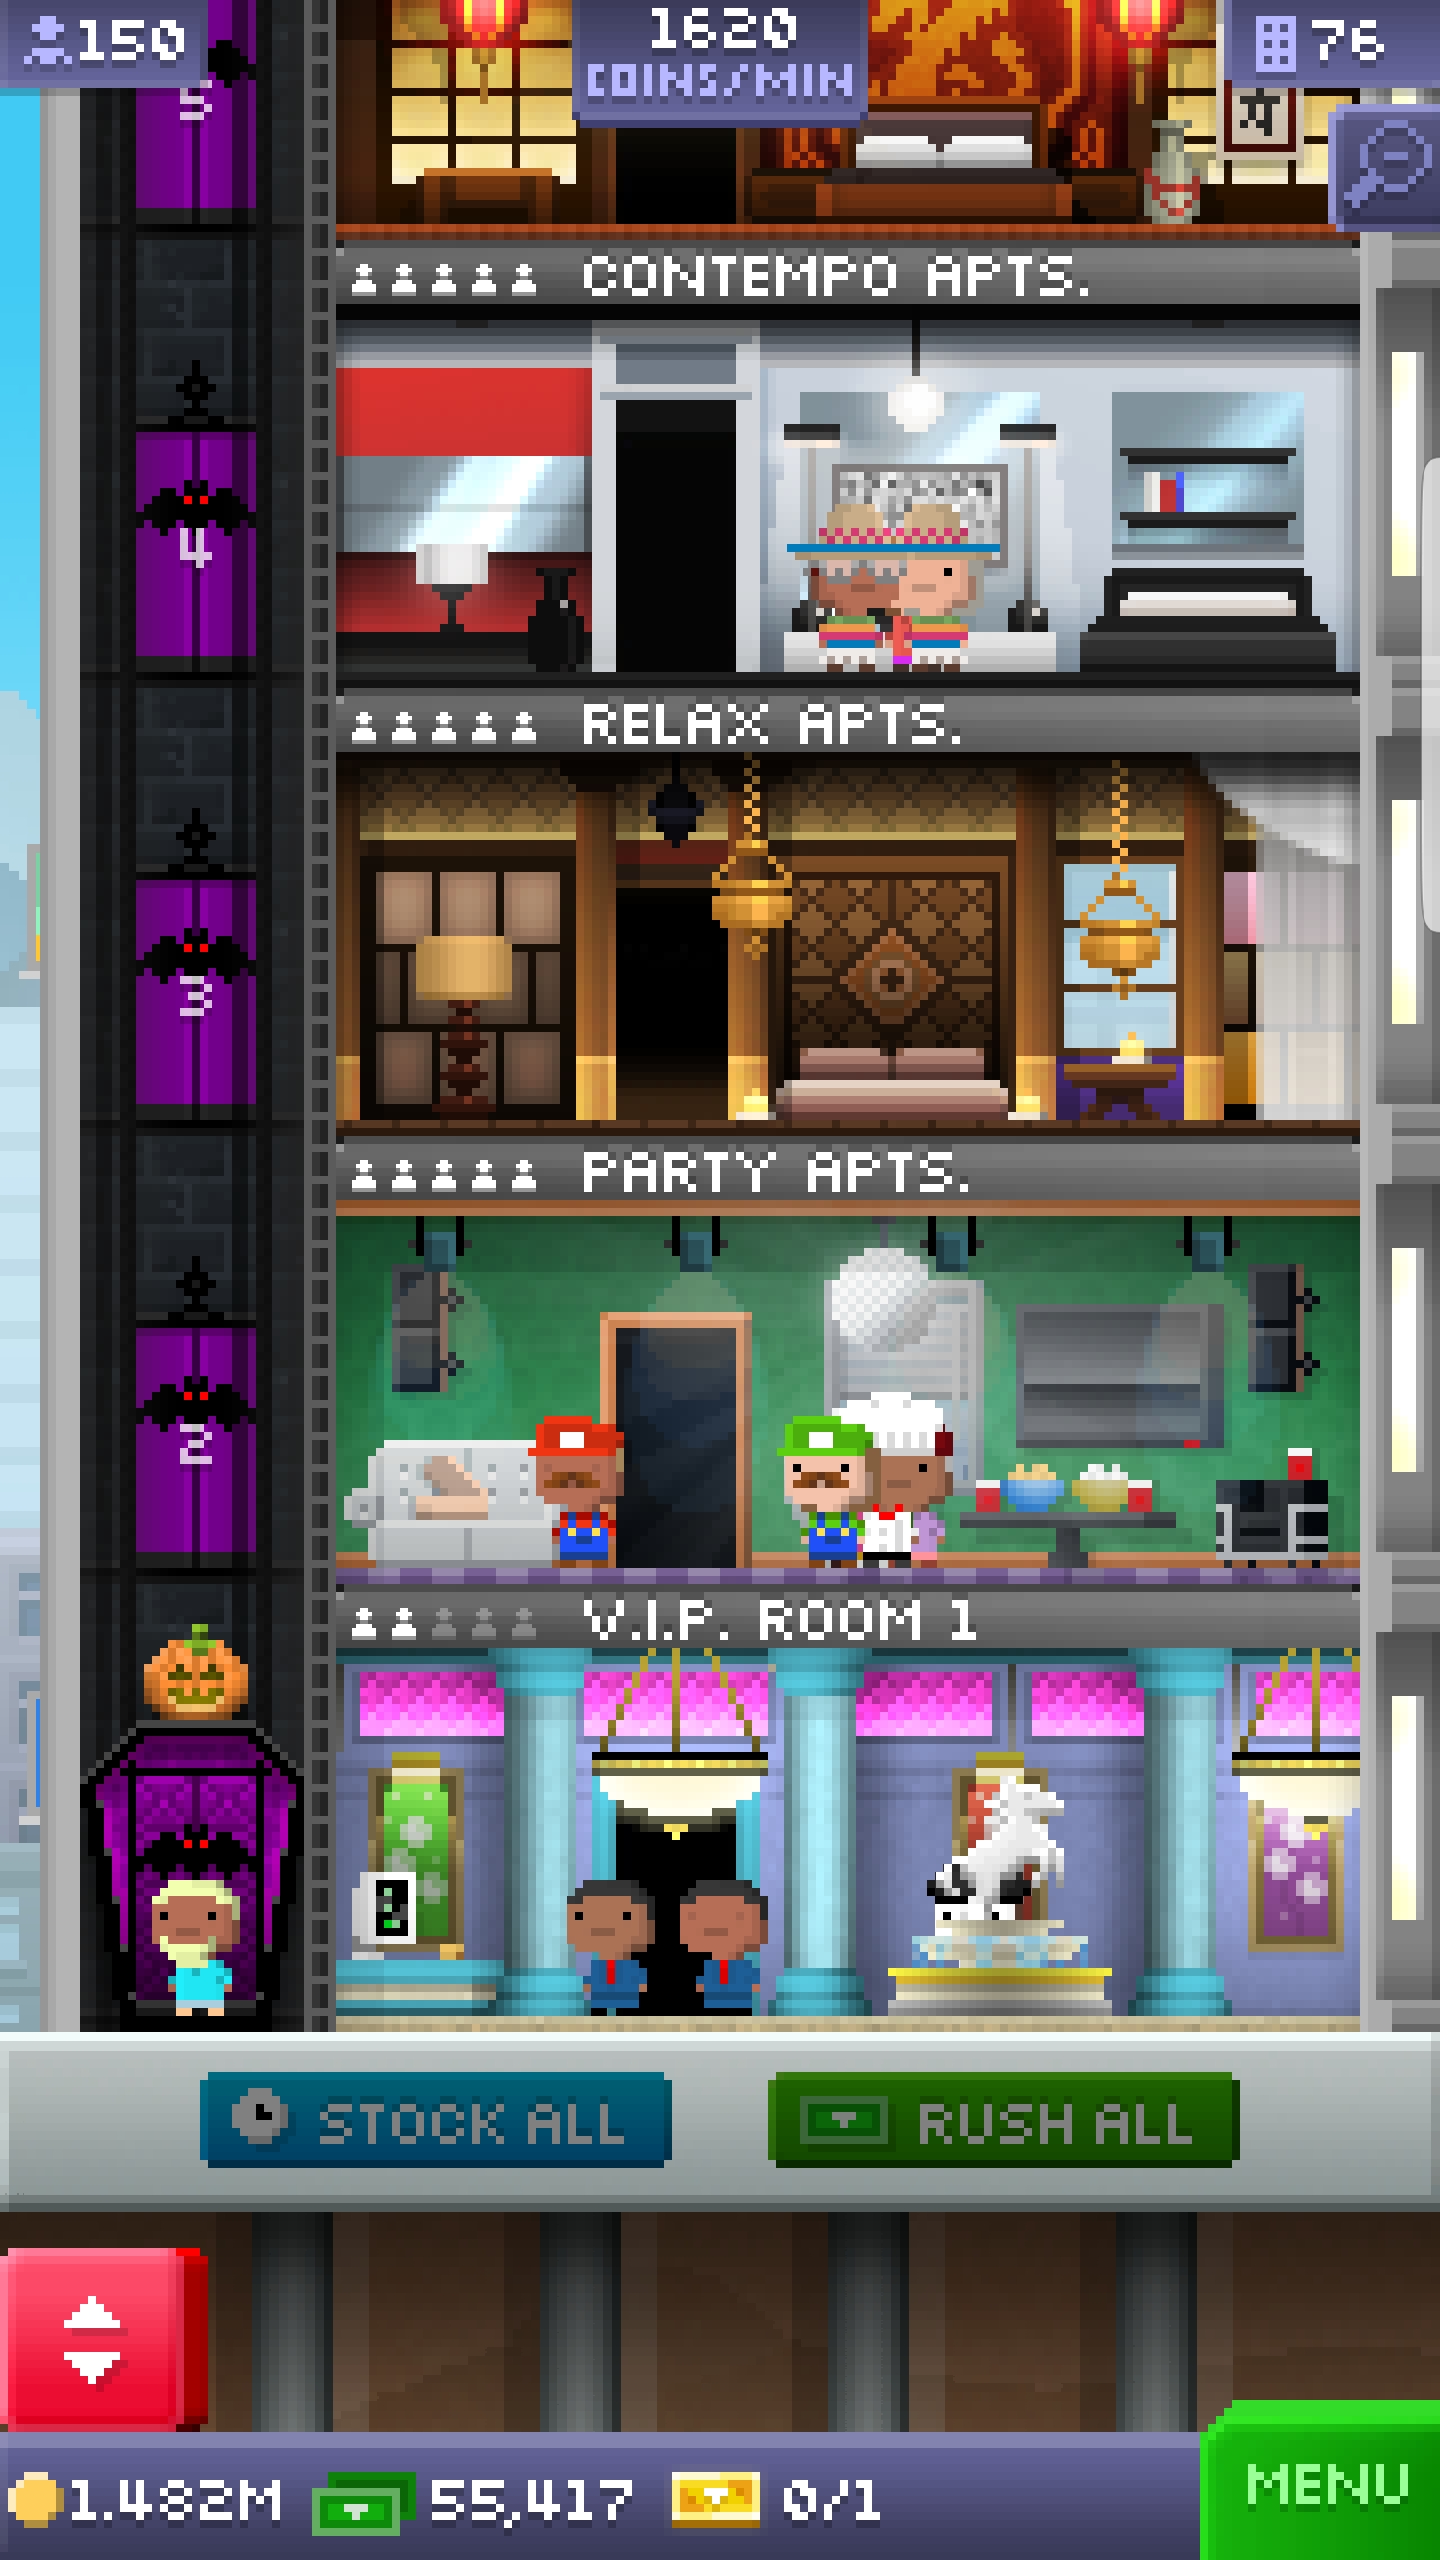 150
1620
COINS/MIN
76
5
CONTEMPO APTS.
4
RELAX APTS.
3
PARTY APTS.
2
V.I.P. ROOM 1
STOCK ALL
RUSH ALL
1.482M
55,417
0/1
MENU